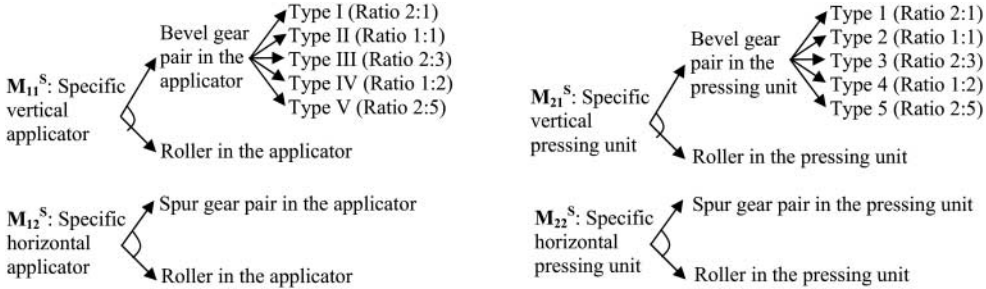 Bevel gear
pair in the
applicator
Type I (Ratio 2:1)
Type II (Ratio 1:1)
Type III (Ratio 2:3)
Type IV (Ratio 1:2)
Type V (Ratio 2:5)
M₁₁ˢ: Specific
vertical
applicator
Roller in the applicator
M₁₂ˢ: Specific
horizontal
applicator
Spur gear pair in the applicator
Roller in the applicator
Bevel gear
pair in the
pressing unit
Type 1 (Ratio 2:1)
Type 2 (Ratio 1:1)
Type 3 (Ratio 2:3)
Type 4 (Ratio 1:2)
Type 5 (Ratio 2:5)
M₂₁ˢ: Specific
vertical
pressing unit
Roller in the pressing unit
M₂₂ˢ: Specific
horizontal
pressing unit
Spur gear pair in the pressing unit
Roller in the pressing unit